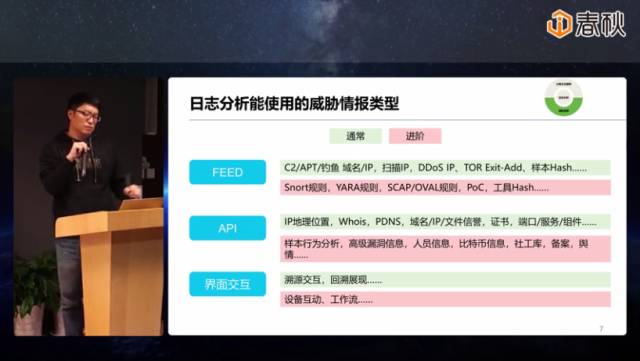 春秋
日志分析能使用的威胁情报类型
通常
进阶
FEED
C2/APT/钓鱼 域名/IP，扫描IP，DDoS IP、TOR Exit-Add、样本Hash......
Snort规则，YARA规则，SCAP/OVAL规则，PoC，工具Hash......
API
IP地理位置，Whois，PDNS，域名/IP/文件信誉，证书，端口/服务/组件......
样本行为分析，高级漏洞信息，人员信息，比特币信息，社工库，备案，舆
情......
界面交互
溯源交互，回溯展现......
设备互动、工作流......
7